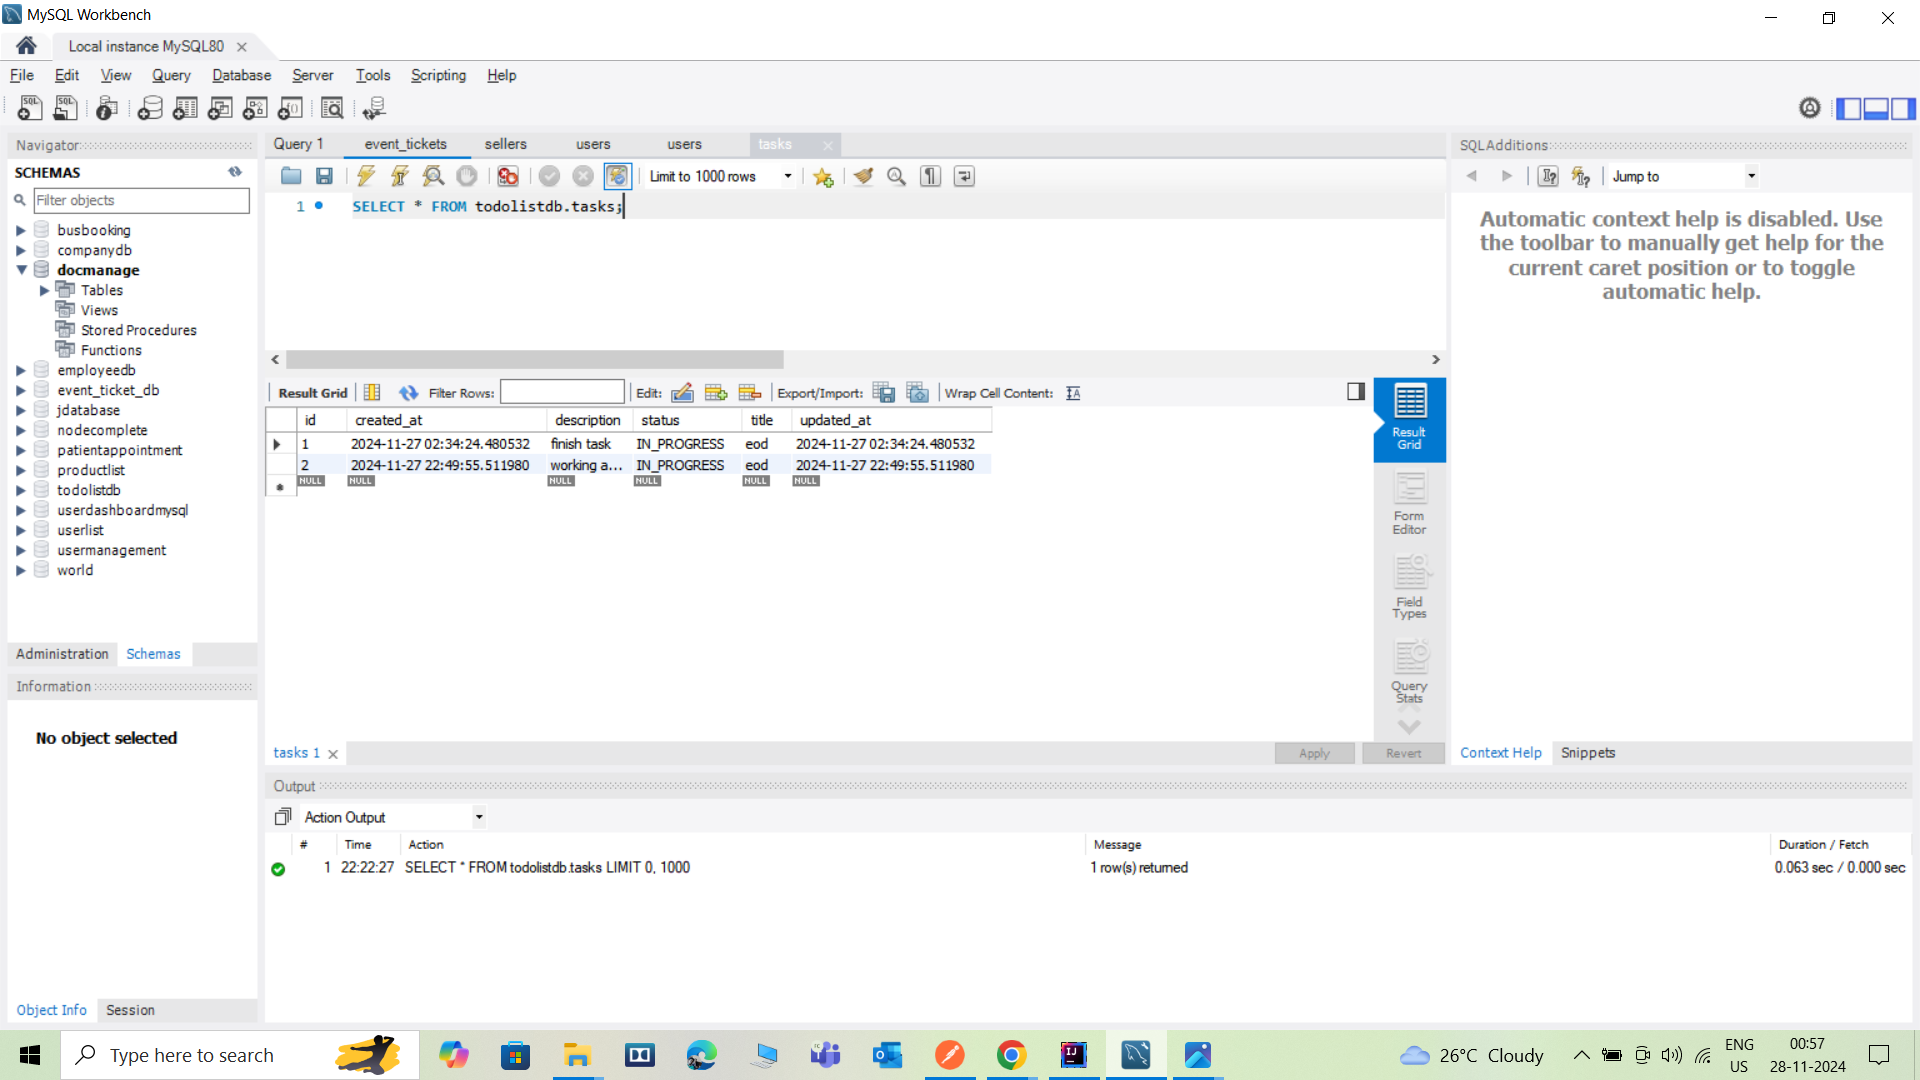 MySQL Workbench
Local instance MySQL80
File Edit View Query Database Server Tools Scripting Help
Navigator
SCHEMAS
Filter objects
busbooking
companydb
docmanage
Tables
Views
Stored Procedures
Functions
employeedb
event_ticket_db
jdatabase
nodecomplete
patientappointment
productlist
todolistdb
userdashboardmysql
userlist
usermanagement
world
Administration Schemas
Information
No object selected
Object Info Session
Query 1 event_tickets sellers users users tasks
Limit to 1000 rows
1 SELECT * FROM todolistdb.tasks;
Result Grid Filter Rows: Edit: Export/Import: Wrap Cell Content:
id created_at description status title updated_at
1 2024-11-27 02:34:24.480532 finish task IN_PROGRESS eod 2024-11-27 02:34:24.480532
2 2024-11-27 22:49:55.511980 working a... IN_PROGRESS eod 2024-11-27 22:49:55.511980
NULL NULL NULL NULL NULL NULL
Result
Grid
Form
Editor
Field
Types
Query
Stats
tasks 1
Apply Revert
SQLAdditions
Jump to
Automatic context help is disabled. Use
the toolbar to manually get help for the
current caret position or to toggle
automatic help.
Context Help Snippets
Output
Action Output
# Time Action Message Duration / Fetch
1 22:22:27 SELECT * FROM todolistdb.tasks LIMIT 0, 1000 1 row(s) returned 0.063 sec / 0.000 sec
Type here to search
26°C Cloudy
ENG
US
00:57
28-11-2024